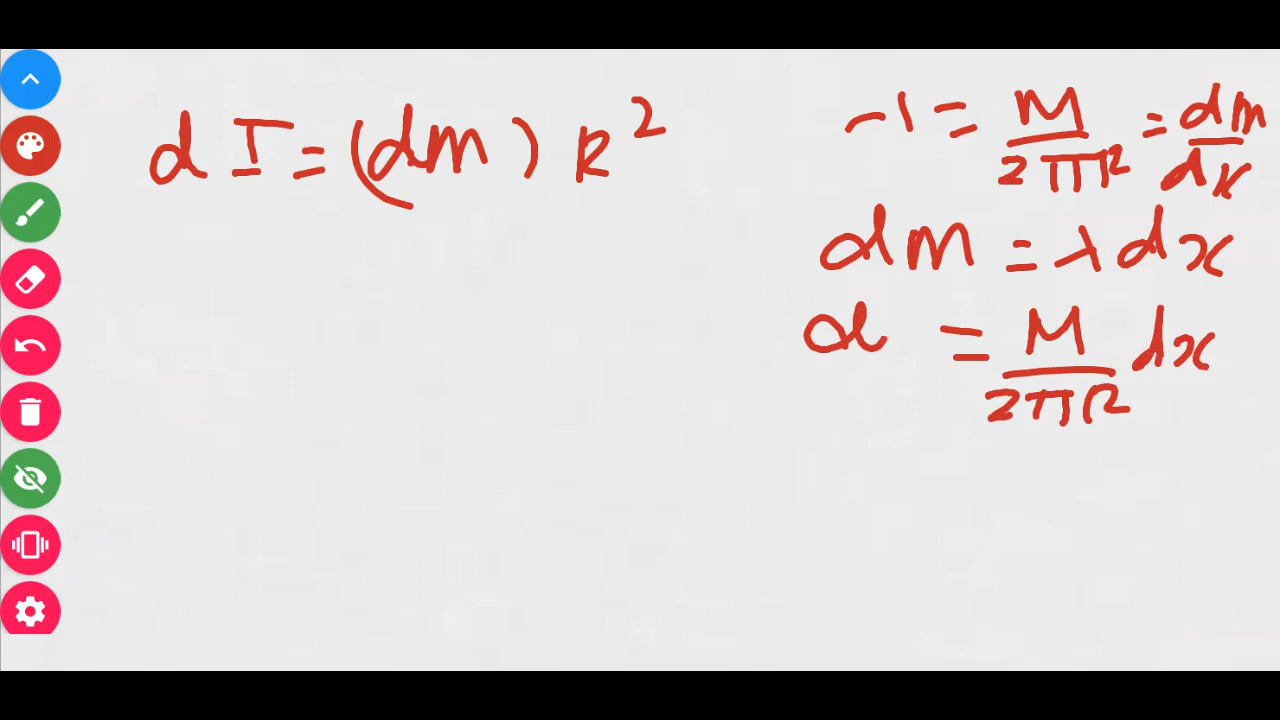 dI = (dm) R²
λ = M/2πR = dm/dx
dm = λ dx
d = M/2πR dx